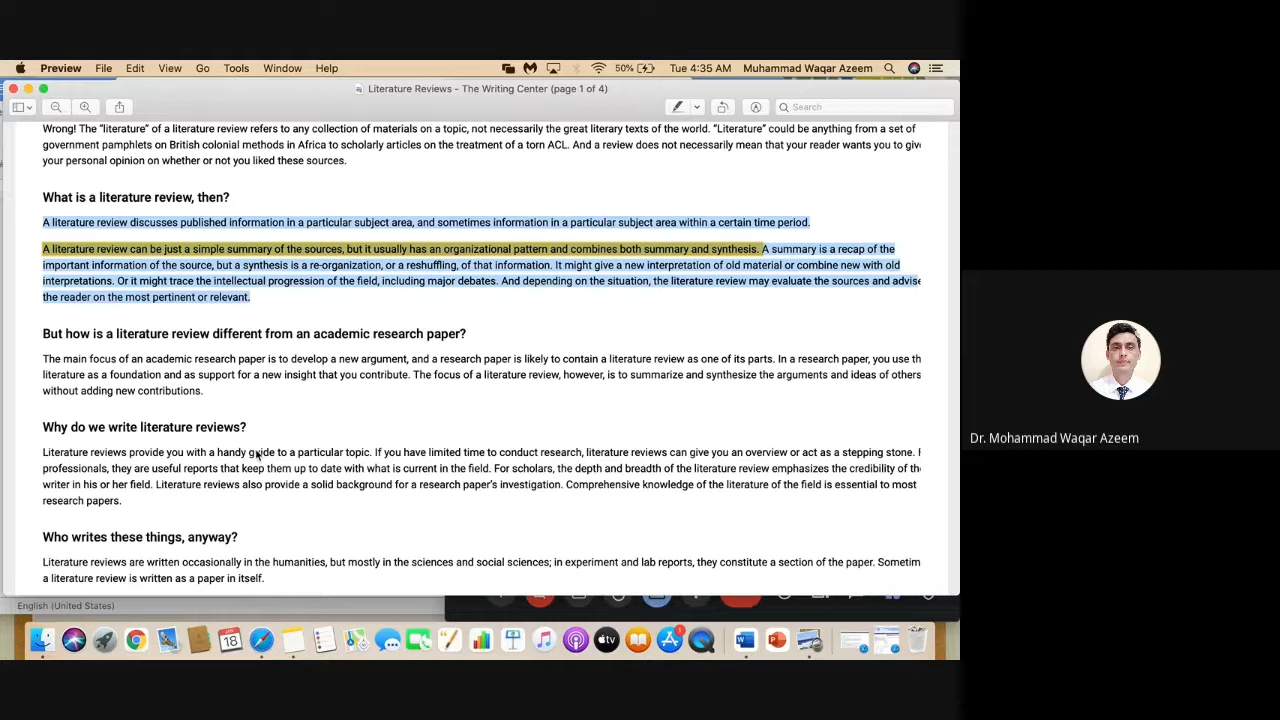 Preview File Edit View Go Tools Window Help 50% Tue 4:35 AM Muhammad Waqar Azeem
Literature Reviews - The Writing Center (page 1 of 4)
Search
Wrong! The “literature” of a literature review refers to any collection of materials on a topic, not necessarily the great literary texts of the world. “Literature” could be anything from a set of
government pamphlets on British colonial methods in Africa to scholarly articles on the treatment of a torn ACL. And a review does not necessarily mean that your reader wants you to give
your personal opinion on whether or not you liked these sources.
What is a literature review, then?
A literature review discusses published information in a particular subject area, and sometimes information in a particular subject area within a certain time period.
A literature review can be just a simple summary of the sources, but it usually has an organizational pattern and combines both summary and synthesis. A summary is a recap of the
important information of the source, but a synthesis is a re-organization, or a reshuffling, of that information. It might give a new interpretation of old material or combine new with old
interpretations. Or it might trace the intellectual progression of the field, including major debates. And depending on the situation, the literature review may evaluate the sources and advise
the reader on the most pertinent or relevant.
But how is a literature review different from an academic research paper?
The main focus of an academic research paper is to develop a new argument, and a research paper is likely to contain a literature review as one of its parts. In a research paper, you use th
literature as a foundation and as support for a new insight that you contribute. The focus of a literature review, however, is to summarize and synthesize the arguments and ideas of others
without adding new contributions.
Why do we write literature reviews?
Literature reviews provide you with a handy guide to a particular topic. If you have limited time to conduct research, literature reviews can give you an overview or act as a stepping stone.
professionals, they are useful reports that keep them up to date with what is current in the field. For scholars, the depth and breadth of the literature review emphasizes the credibility of the
writer in his or her field. Literature reviews also provide a solid background for a research paper’s investigation. Comprehensive knowledge of the literature of the field is essential to most
research papers.
Who writes these things, anyway?
Literature reviews are written occasionally in the humanities, but mostly in the sciences and social sciences; in experiment and lab reports, they constitute a section of the paper. Sometim
a literature review is written as a paper in itself.
English (United States)
18
tv
1
Dr. Mohammad Waqar Azeem